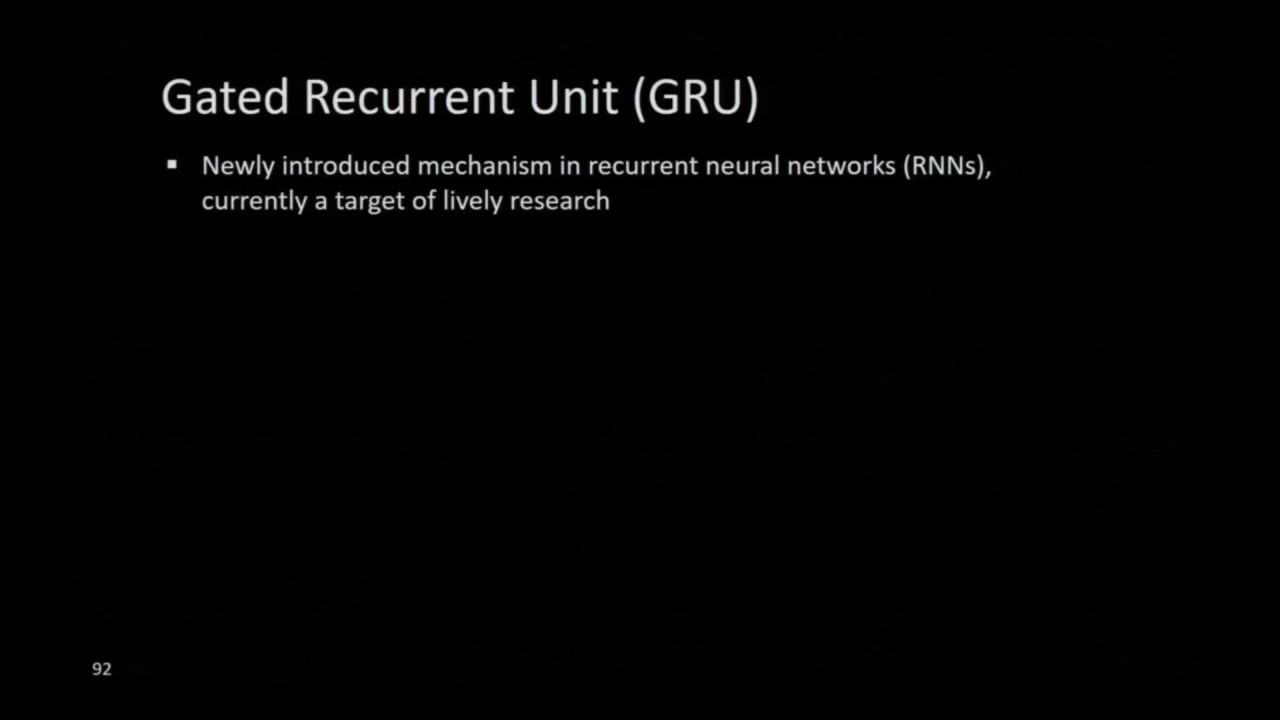 Gated Recurrent Unit (GRU)
▪ Newly introduced mechanism in recurrent neural networks (RNNs),
currently a target of lively research
92